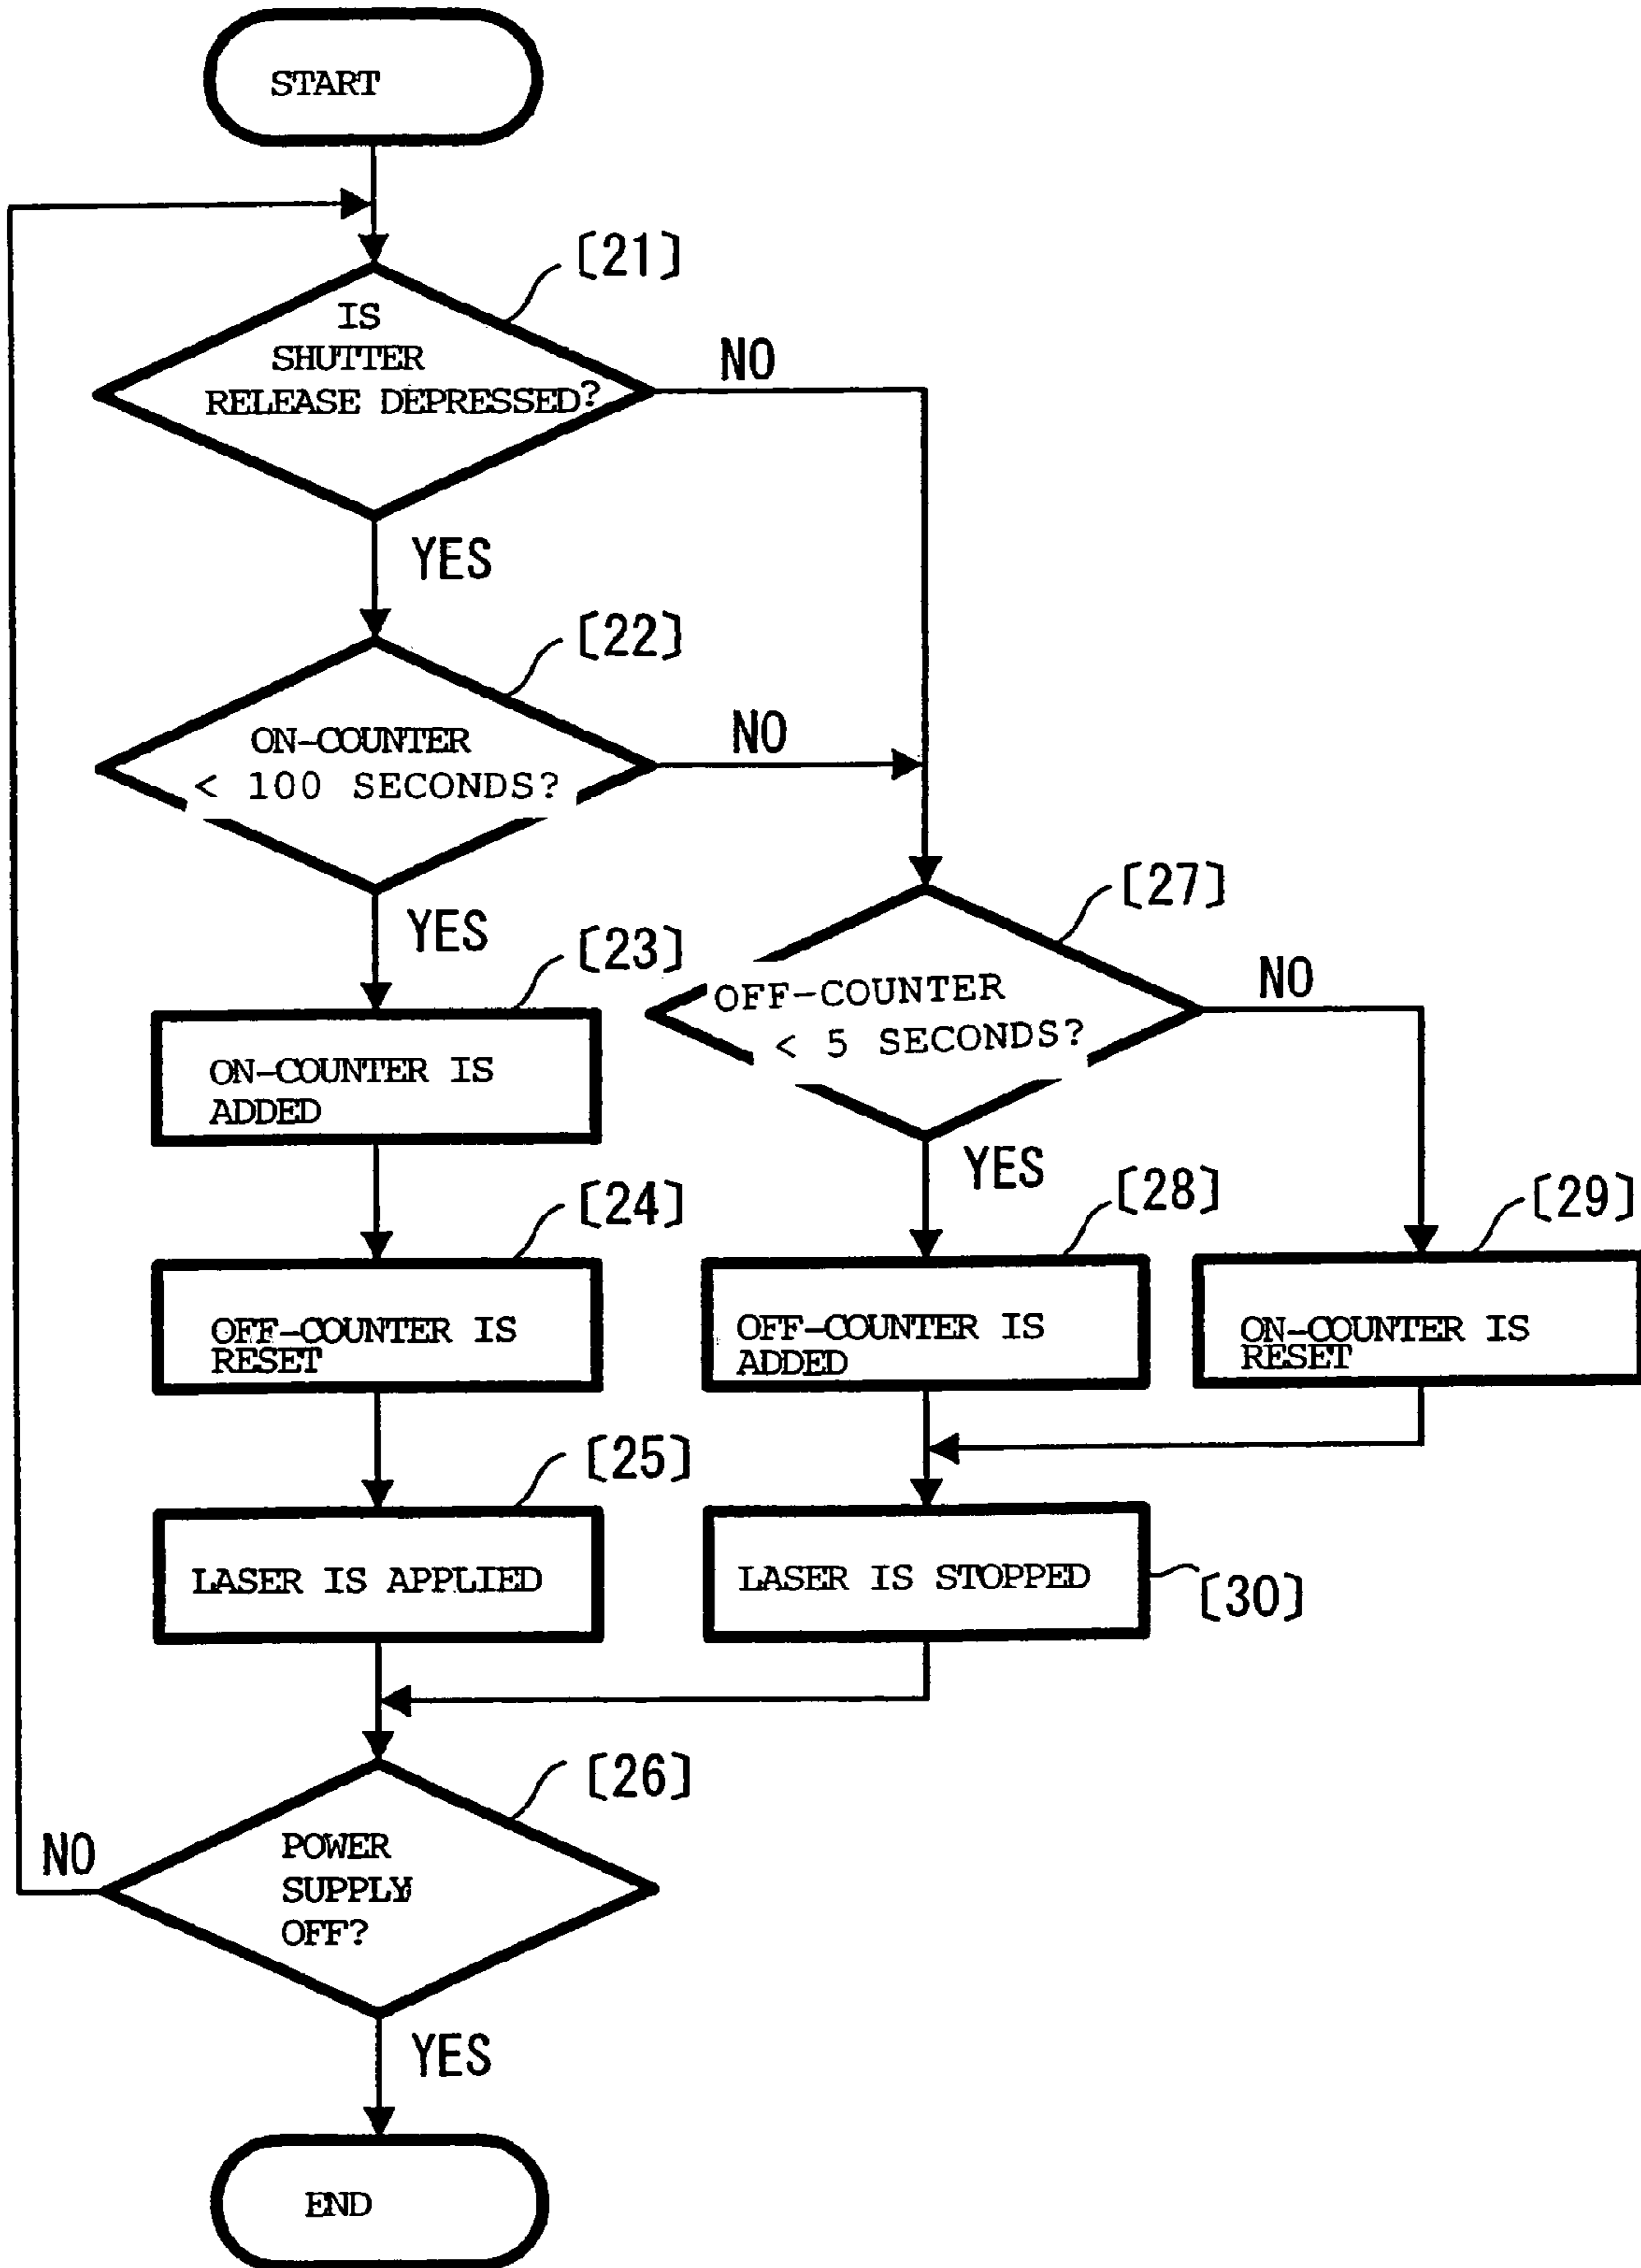 START
[21]
IS
SHUTTER
RELEASE DEPRESSED?
NO
YES
[22]
ON-COUNTER
< 100 SECONDS?
NO
YES
[23]
ON-COUNTER IS
ADDED
[24]
OFF-COUNTER IS
RESET
[25]
LASER IS APPLIED
[27]
OFF-COUNTER
< 5 SECONDS?
NO
YES
[28]
OFF-COUNTER IS
ADDED
[29]
ON-COUNTER IS
RESET
LASER IS STOPPED
[30]
[26]
POWER
SUPPLY
OFF?
NO
YES
END